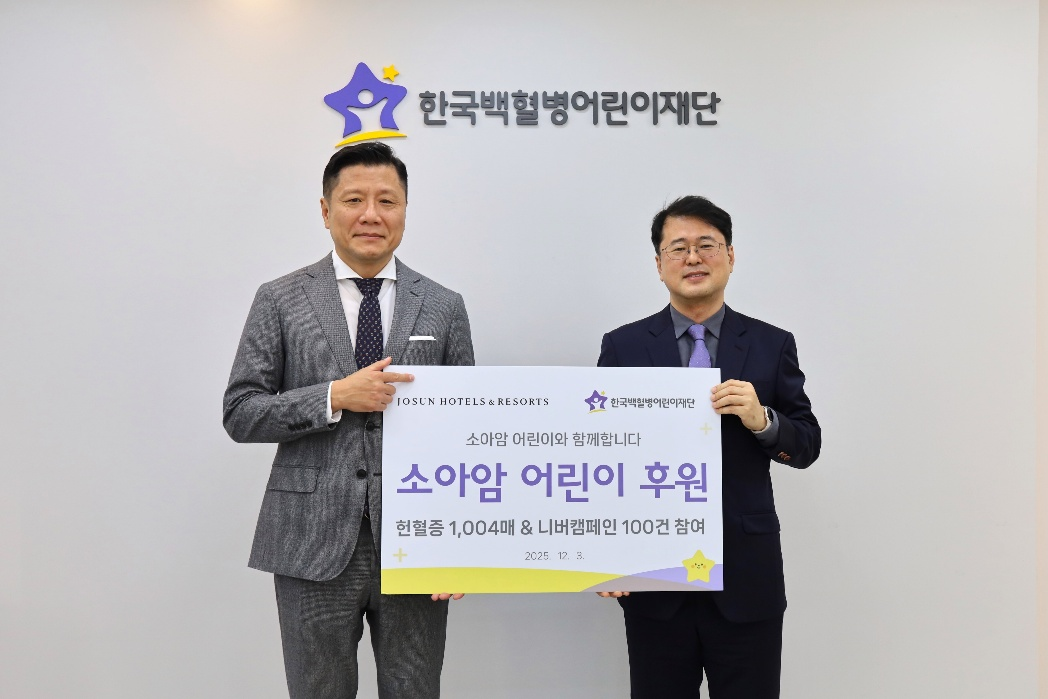 한국백혈병어린이재단
JOSUN HOTELS & RESORTS
한국백혈병어린이재단
소아암 어린이와 함께합니다
소아암 어린이 후원
헌혈증 1,004매 & 니버캠페인 100건 참여
2025. 12. 3.